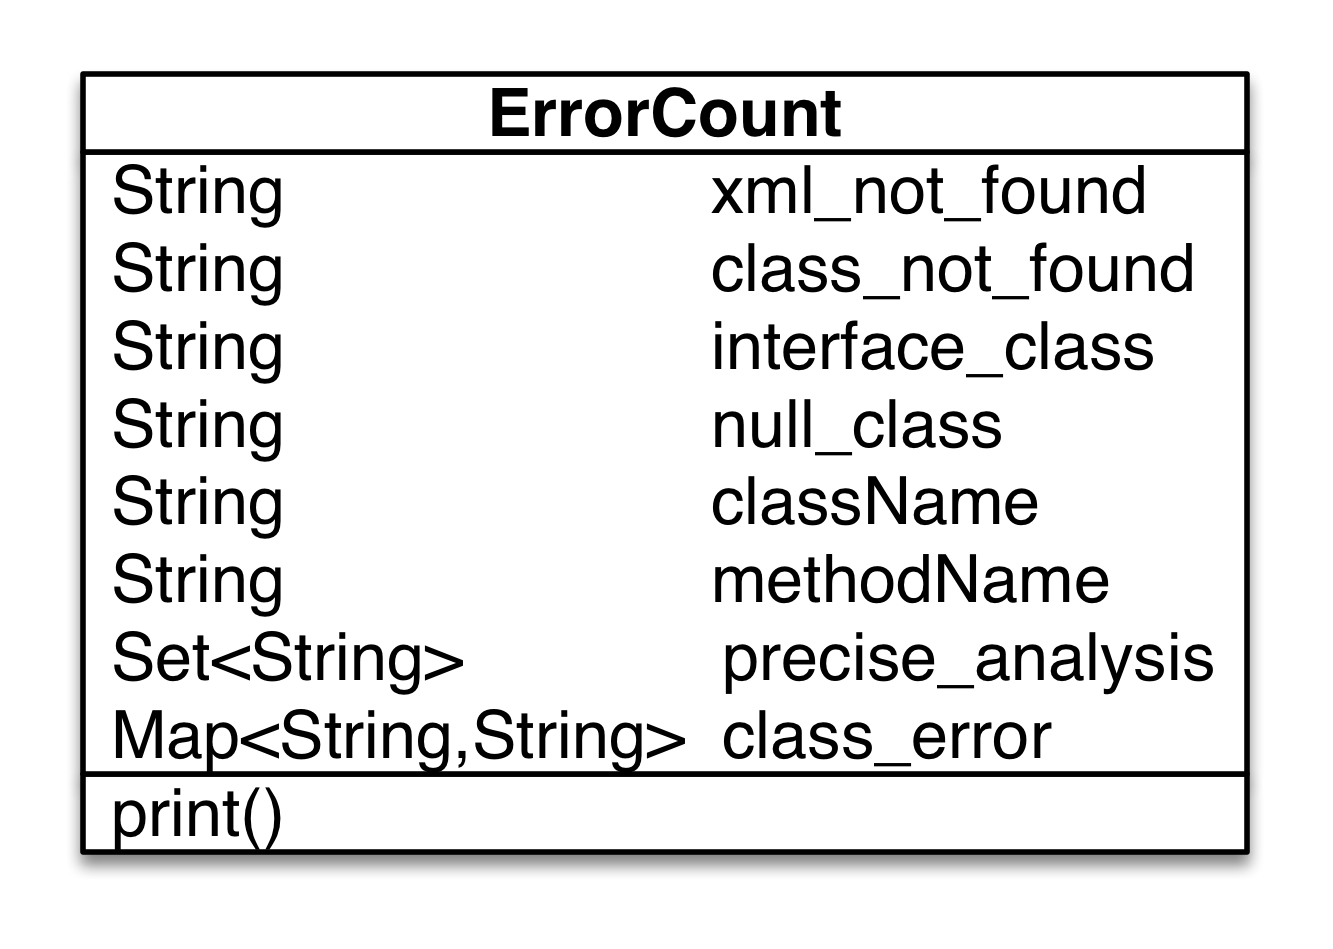 ErrorCount
String xml_not_found
String class_not_found
String interface_class
String null_class
String className
String methodName
Set<String> precise_analysis
Map<String,String> class_error
print()